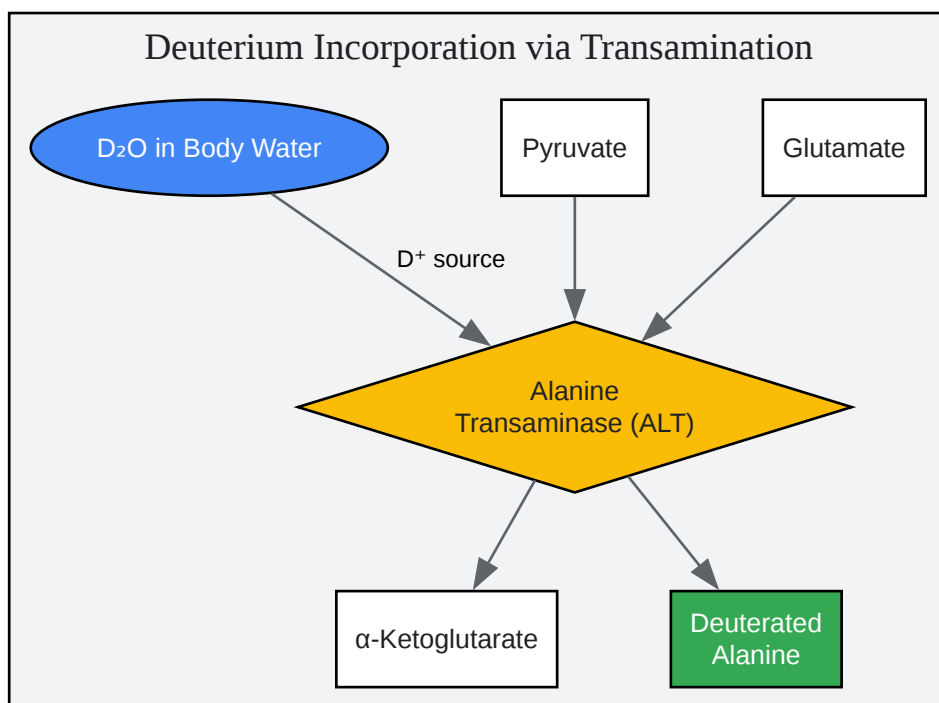 Deuterium Incorporation via Transamination
D₂O in Body Water
Pyruvate
Glutamate
D⁺ source
Alanine
Transaminase (ALT)
α-Ketoglutarate
Deuterated
Alanine